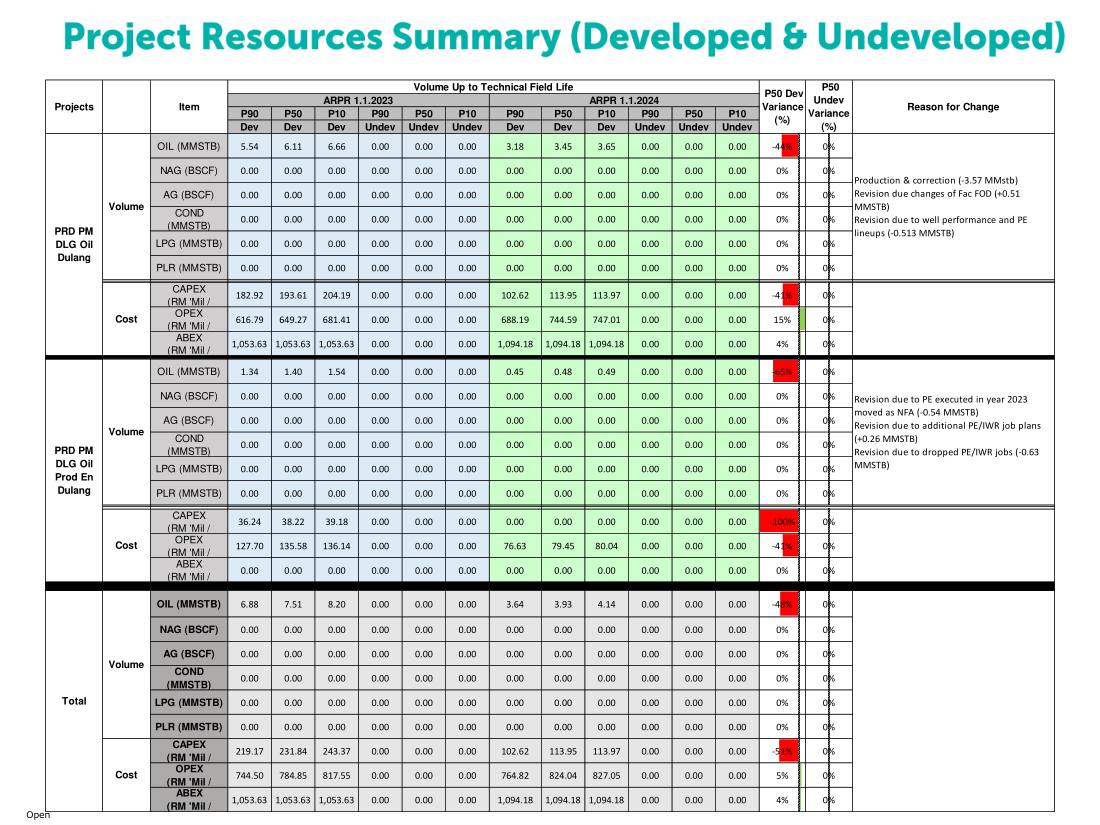 Project Resources Summary (Developed & Undeveloped)
Projects Item Volume Up to Technical Field Life P50 Dev Variance (%) P50 Undev Variance (%) Reason for Change
ARPR 1.1.2023 ARPR 1.1.2024
P90 P50 P10 P90 P50 P10 P90 P50 P10 P90 P50 P10
Dev Dev Dev Undev Undev Undev Dev Dev Dev Undev Undev Undev
PRD PM DLG Oil Dulang
Volume
OIL (MMSTB) 5.54 6.11 6.66 0.00 0.00 0.00 3.18 3.45 3.65 0.00 0.00 0.00 -44% 0%
NAG (BSCF) 0.00 0.00 0.00 0.00 0.00 0.00 0.00 0.00 0.00 0.00 0.00 0.00 0% 0%
AG (BSCF) 0.00 0.00 0.00 0.00 0.00 0.00 0.00 0.00 0.00 0.00 0.00 0.00 0% 0%
COND (MMSTB) 0.00 0.00 0.00 0.00 0.00 0.00 0.00 0.00 0.00 0.00 0.00 0.00 0% 0%
LPG (MMSTB) 0.00 0.00 0.00 0.00 0.00 0.00 0.00 0.00 0.00 0.00 0.00 0.00 0% 0%
PLR (MMSTB) 0.00 0.00 0.00 0.00 0.00 0.00 0.00 0.00 0.00 0.00 0.00 0.00 0% 0%
Production & correction (-3.57 MMstb)
Revision due changes of Fac FOD (+0.51
MMSTB)
Revision due to well performance and PE
lineups (-0.513 MMSTB)
Cost
CAPEX (RM 'Mil / 182.92 193.61 204.19 0.00 0.00 0.00 102.62 113.95 113.97 0.00 0.00 0.00 -41% 0%
OPEX (RM 'Mil / 616.79 649.27 681.41 0.00 0.00 0.00 688.19 744.59 747.01 0.00 0.00 0.00 15% 0%
ABEX (RM 'Mil / 1,053.63 1,053.63 1,053.63 0.00 0.00 0.00 1,094.18 1,094.18 1,094.18 0.00 0.00 0.00 4% 0%
PRD PM DLG Oil Prod En Dulang
Volume
OIL (MMSTB) 1.34 1.40 1.54 0.00 0.00 0.00 0.45 0.48 0.49 0.00 0.00 0.00 -65% 0%
NAG (BSCF) 0.00 0.00 0.00 0.00 0.00 0.00 0.00 0.00 0.00 0.00 0.00 0.00 0% 0%
AG (BSCF) 0.00 0.00 0.00 0.00 0.00 0.00 0.00 0.00 0.00 0.00 0.00 0.00 0% 0%
COND (MMSTB) 0.00 0.00 0.00 0.00 0.00 0.00 0.00 0.00 0.00 0.00 0.00 0.00 0% 0%
LPG (MMSTB) 0.00 0.00 0.00 0.00 0.00 0.00 0.00 0.00 0.00 0.00 0.00 0.00 0% 0%
PLR (MMSTB) 0.00 0.00 0.00 0.00 0.00 0.00 0.00 0.00 0.00 0.00 0.00 0.00 0% 0%
Revision due to PE executed in year 2023
moved as NFA (-0.54 MMSTB)
Revision due to additional PE/IWR job plans
(+0.26 MMSTB)
Revision due to dropped PE/IWR jobs (-0.63
MMSTB)
Cost
CAPEX (RM 'Mil / 36.24 38.22 39.18 0.00 0.00 0.00 0.00 0.00 0.00 0.00 0.00 0.00 -100% 0%
OPEX (RM 'Mil / 127.70 135.58 136.14 0.00 0.00 0.00 76.63 79.45 80.04 0.00 0.00 0.00 -41% 0%
ABEX (RM 'Mil / 0.00 0.00 0.00 0.00 0.00 0.00 0.00 0.00 0.00 0.00 0.00 0.00 0% 0%
Total
Volume
OIL (MMSTB) 6.88 7.51 8.20 0.00 0.00 0.00 3.64 3.93 4.14 0.00 0.00 0.00 -48% 0%
NAG (BSCF) 0.00 0.00 0.00 0.00 0.00 0.00 0.00 0.00 0.00 0.00 0.00 0.00 0% 0%
AG (BSCF) 0.00 0.00 0.00 0.00 0.00 0.00 0.00 0.00 0.00 0.00 0.00 0.00 0% 0%
COND (MMSTB) 0.00 0.00 0.00 0.00 0.00 0.00 0.00 0.00 0.00 0.00 0.00 0.00 0% 0%
LPG (MMSTB) 0.00 0.00 0.00 0.00 0.00 0.00 0.00 0.00 0.00 0.00 0.00 0.00 0% 0%
PLR (MMSTB) 0.00 0.00 0.00 0.00 0.00 0.00 0.00 0.00 0.00 0.00 0.00 0.00 0% 0%
Cost
CAPEX (RM 'Mil / 219.17 231.84 243.37 0.00 0.00 0.00 102.62 113.95 113.97 0.00 0.00 0.00 -51% 0%
OPEX (RM 'Mil / 744.50 784.85 817.55 0.00 0.00 0.00 764.82 824.04 827.05 0.00 0.00 0.00 5% 0%
ABEX (RM 'Mil / 1,053.63 1,053.63 1,053.63 0.00 0.00 0.00 1,094.18 1,094.18 1,094.18 0.00 0.00 0.00 4% 0%
Open